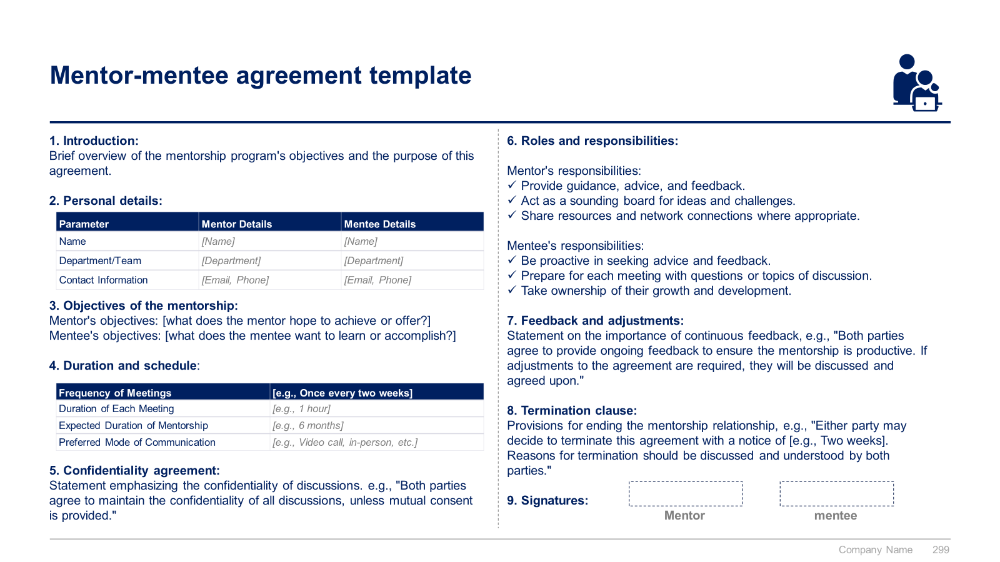 Mentor-mentee agreement template
1. Introduction:
Brief overview of the mentorship program's objectives and the purpose of this
agreement.
2. Personal details:
Parameter Mentor Details Mentee Details
Name [Name] [Name]
Department/Team [Department] [Department]
Contact Information [Email, Phone] [Email, Phone]
3. Objectives of the mentorship:
Mentor's objectives: [what does the mentor hope to achieve or offer?]
Mentee's objectives: [what does the mentee want to learn or accomplish?]
4. Duration and schedule:
Frequency of Meetings [e.g., Once every two weeks]
Duration of Each Meeting [e.g., 1 hour]
Expected Duration of Mentorship [e.g., 6 months]
Preferred Mode of Communication [e.g., Video call, in-person, etc.]
5. Confidentiality agreement:
Statement emphasizing the confidentiality of discussions. e.g., "Both parties
agree to maintain the confidentiality of all discussions, unless mutual consent
is provided."
6. Roles and responsibilities:
Mentor's responsibilities:
✓ Provide guidance, advice, and feedback.
✓ Act as a sounding board for ideas and challenges.
✓ Share resources and network connections where appropriate.
Mentee's responsibilities:
✓ Be proactive in seeking advice and feedback.
✓ Prepare for each meeting with questions or topics of discussion.
✓ Take ownership of their growth and development.
7. Feedback and adjustments:
Statement on the importance of continuous feedback, e.g., "Both parties
agree to provide ongoing feedback to ensure the mentorship is productive. If
adjustments to the agreement are required, they will be discussed and
agreed upon."
8. Termination clause:
Provisions for ending the mentorship relationship, e.g., "Either party may
decide to terminate this agreement with a notice of [e.g., Two weeks].
Reasons for termination should be discussed and understood by both
parties."
9. Signatures:
Mentor mentee
Company Name 299